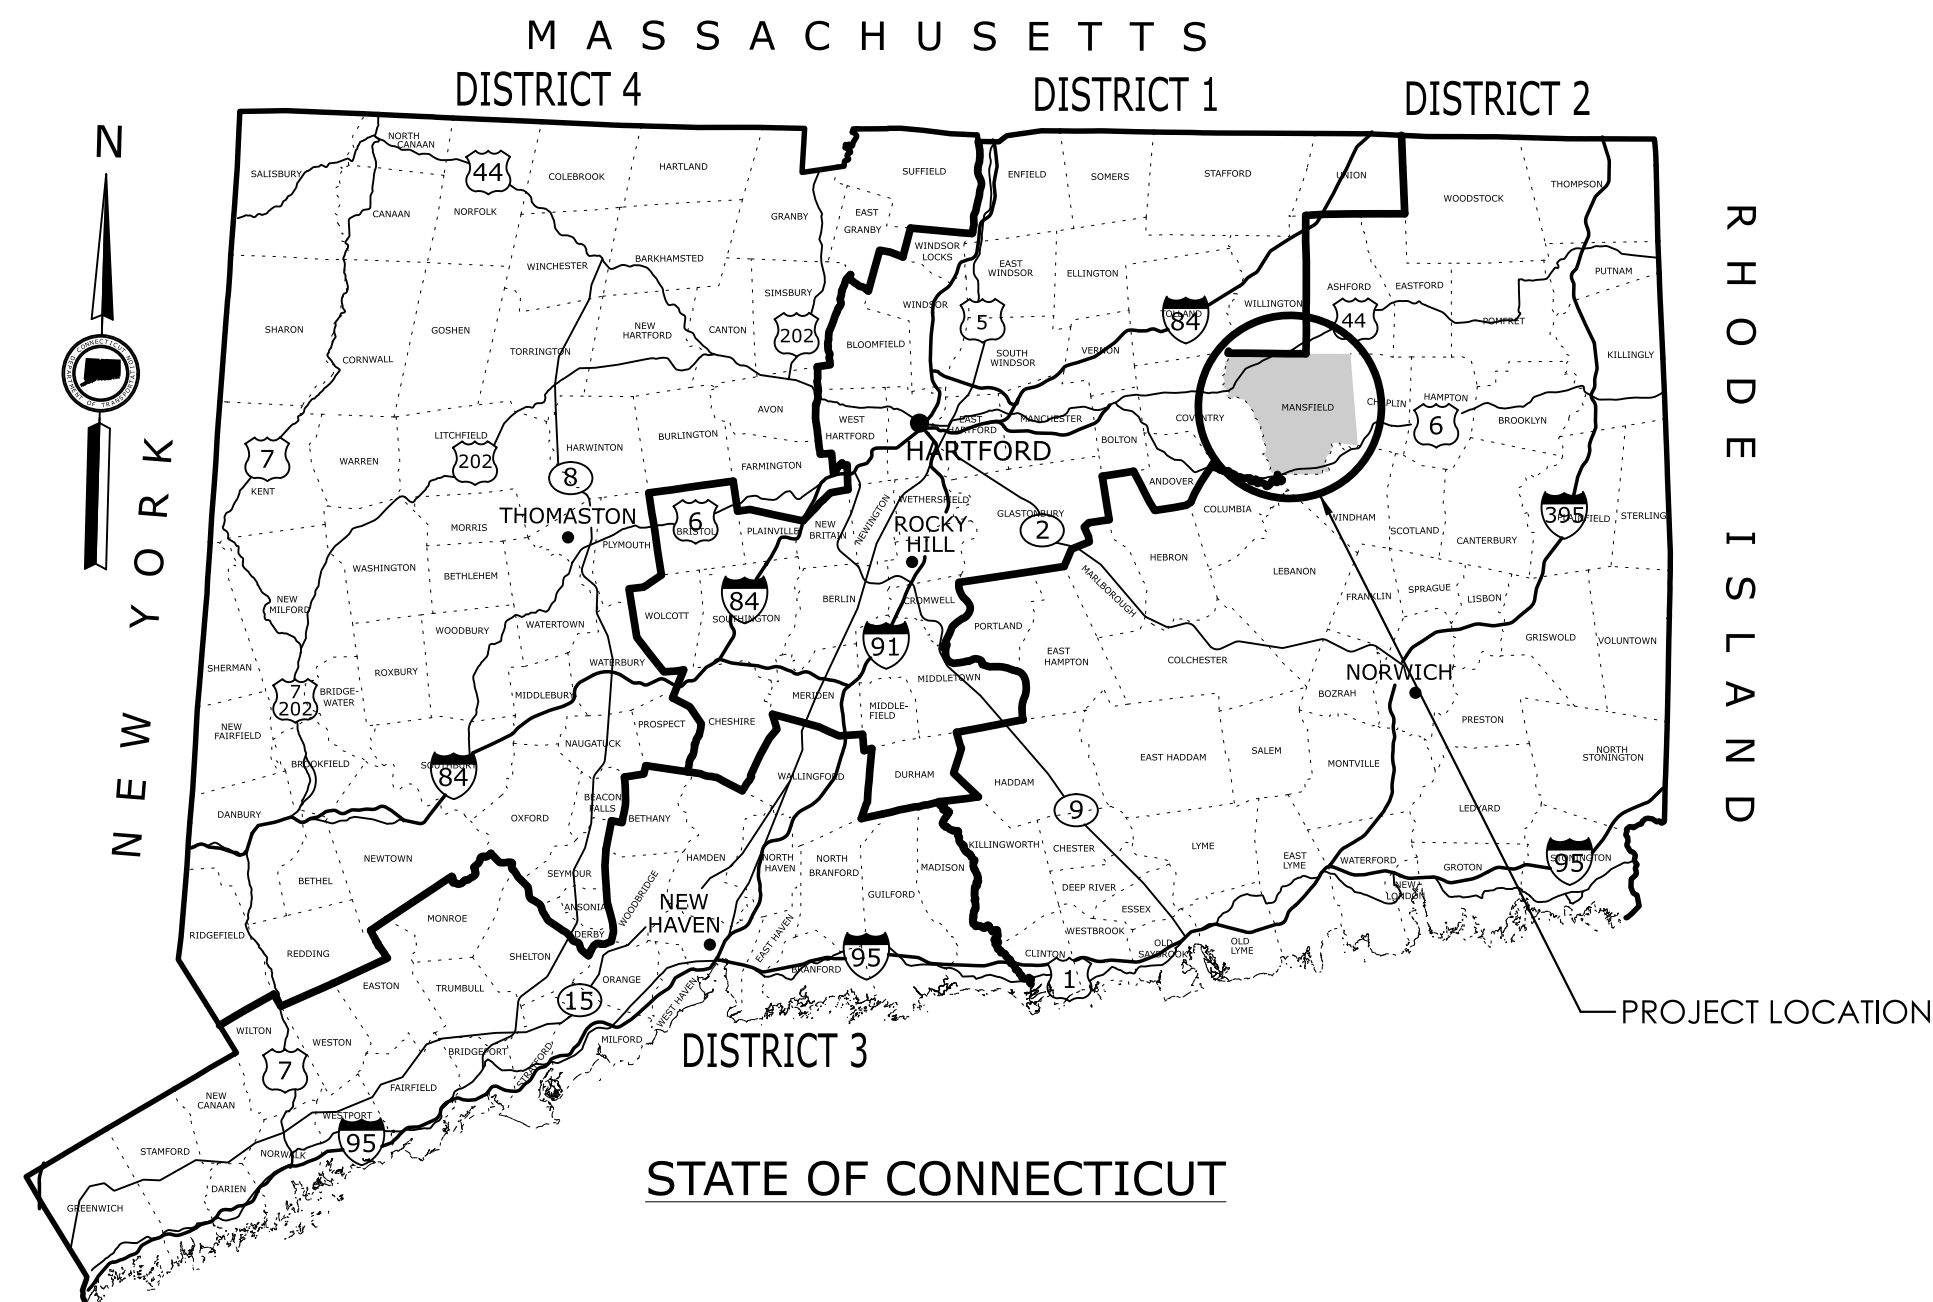 MASSACHUSETTS
DISTRICT 4
DISTRICT 1
DISTRICT 2
N
NEW YORK
RHODE ISLAND
CONNECTICUT
DEPARTMENT OF TRANSPORTATION
NORTH
CANAAN
SALISBURY
44
COLEBROOK
HARTLAND
SUFFIELD
ENFIELD
SOMERS
STAFFORD
UNION
WOODSTOCK
THOMPSON
CANAAN
NORFOLK
GRANBY
EAST
GRANBY
WINDSOR
LOCKS
EAST
WINDSOR
ELLINGTON
WINCHESTER
BARKHAMSTED
SIMSBURY
WINDSOR
5
TOLLAND
84
WILLINGTON
ASHFORD
EASTFORD
PUTNAM
44
POMFRET
SHARON
GOSHEN
NEW
HARTFORD
CANTON
202
BLOOMFIELD
SOUTH
WINDSOR
VERNON
KILLINGLY
CORNWALL
TORRINGTON
AVON
WEST
HARTFORD
EAST
HARTFORD
MANCHESTER
COVENTRY
MANSFIELD
CHAPLIN
HAMPTON
6
BROOKLYN
LITCHFIELD
202
HARWINTON
BURLINGTON
HARTFORD
BOLTON
7
KENT
WARREN
8
FARMINGTON
ANDOVER
WETHERSFIELD
GLASTONBURY
2
COLUMBIA
WINDHAM
SCOTLAND
395
PLAINFIELD
STERLING
MORRIS
THOMASTON
PLYMOUTH
6
BRISTOL
PLAINVILLE
NEW
BRITAIN
NEWINGTON
ROCKY
HILL
CANTERBURY
HEBRON
LEBANON
WASHINGTON
BETHLEHEM
NEW
MILFORD
WATERTOWN
WOLCOTT
84
SOUTHINGTON
BERLIN
CROMWELL
MARLBOROUGH
PORTLAND
FRANKLIN
SPRAGUE
LISBON
GRISWOLD
VOLUNTOWN
WOODBURY
91
EAST
HAMPTON
COLCHESTER
SHERMAN
ROXBURY
WATERBURY
MIDDLETOWN
NORWICH
BOZRAH
7
202
BRIDGE-
WATER
MIDDLEBURY
MERIDEN
MIDDLE-
FIELD
PRESTON
NEW
FAIRFIELD
PROSPECT
CHESHIRE
NAUGATUCK
EAST HADDAM
SALEM
MONTVILLE
NORTH
STONINGTON
BROOKFIELD
SOUTHBURY
84
WALLINGFORD
DURHAM
HADDAM
BEACON
FALLS
9
LEDYARD
DANBURY
OXFORD
BETHANY
NEWTOWN
HAMDEN
NORTH
HAVEN
NORTH
BRANFORD
MADISON
KILLINGWORTH
CHESTER
LYME
EAST
LYME
WATERFORD
GROTON
95
STONINGTON
BETHEL
SEYMOUR
WOODBRIDGE
GUILFORD
DEEP RIVER
NEW
LONDON
MONROE
ANSONIA
NEW
HAVEN
ESSEX
RIDGEFIELD
DERBY
EAST HAVEN
WESTBROOK
REDDING
SHELTON
95
CLINTON
OLD
SAYBROOK
OLD
LYME
BRANFORD
EASTON
TRUMBULL
ORANGE
1
15
WEST HAVEN
PROJECT LOCATION
WILTON
WESTON
BRIDGEPORT
STRATFORD
MILFORD
DISTRICT 3
7
FAIRFIELD
NEW
CANAAN
WESTPORT
95
STAMFORD
NORWALK
DARIEN
GREENWICH
STATE OF CONNECTICUT